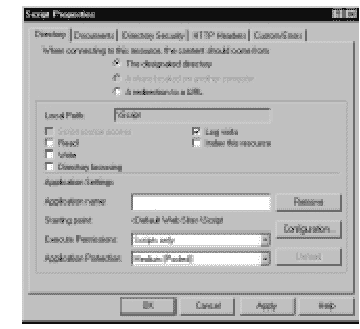 Script Properties
Directory Documents Directory Security HTTP Headers Custom Errors
When connecting to this resource, the content should come from:
The designated directory
A share located on another computer
A redirection to a URL
Local Path: \Script
Script source access
Log visits
Read
Index this resource
Write
Directory browsing
Application Settings
Application name:
Remove
Starting point: <Default Web Site>\Script
Configuration...
Execute Permissions: Scripts only
Application Protection: Medium (Pooled)
Unload
OK Cancel Apply Help